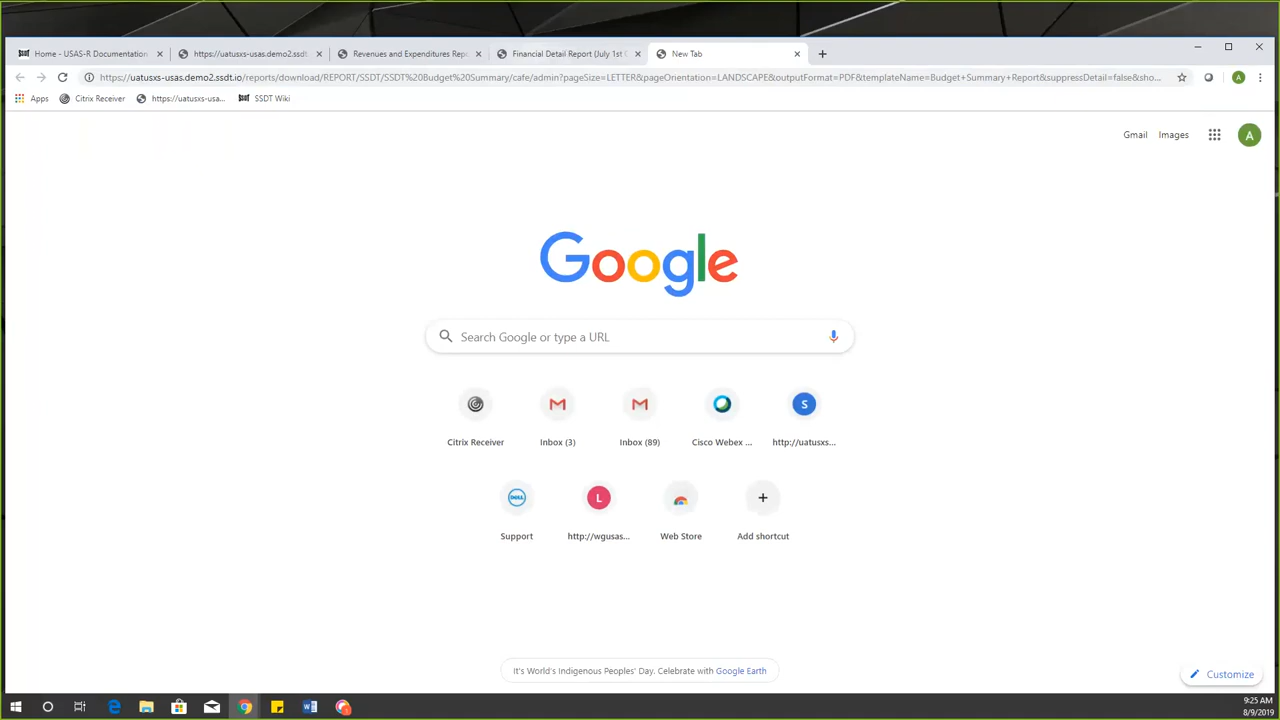 Home - USAS-R Documentation
https://uatusxs-usas.demo2.ssdt
Revenues and Expenditures Rep
Financial Detail Report (July 1st
New Tab
https://uatusxs-usas.demo2.ssdt.io/reports/download/REPORT/SSDT/SSDT%20Budget%20Summary/cafe/admin?pageSize=LETTER&pageOrientation=LANDSCAPE&outputFormat=PDF&templateName=Budget+Summary+Report&suppressDetail=false&sho...
A
Apps
Citrix Receiver
https://uatusxs-usa...
SSDT Wiki
Gmail
Images
A
Google
Search Google or type a URL
S
Citrix Receiver
Inbox (3)
Inbox (89)
Cisco Webex ...
http://uatusxs...
DELL
L
Support
http://wgusas...
Web Store
Add shortcut
It's World's Indigenous Peoples' Day. Celebrate with Google Earth
Customize
9:25 AM
8/9/2019